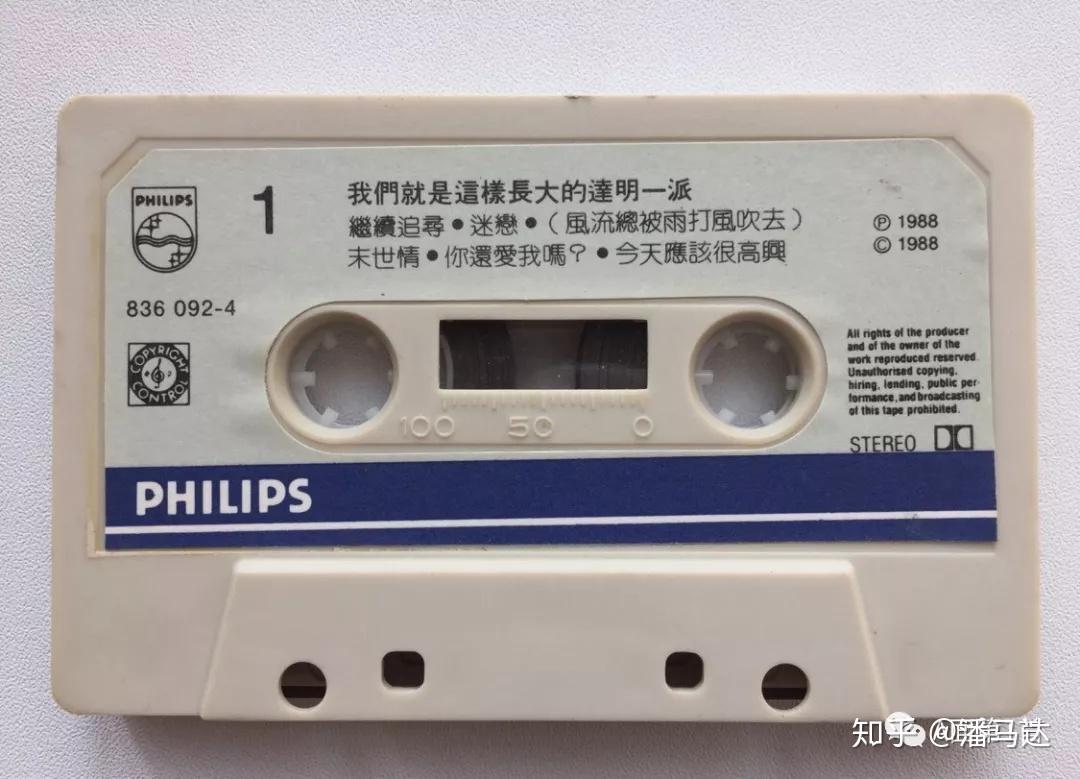 PHILIPS
1
我們就是這樣長大的達明一派
繼續追尋•迷戀•（風流總被雨打風吹去）
末世情•你還愛我嗎？•今天應該很高興
Ⓟ 1988
© 1988
836 092-4
COPYRIGHT CONTROL
All rights of the producer
and of the owner of the
work reproduced reserved.
Unauthorised copying,
hiring, lending, public per-
formance, and broadcasting
of this tape prohibited.
100 50 0
STEREO
PHILIPS
知乎 @潘马达